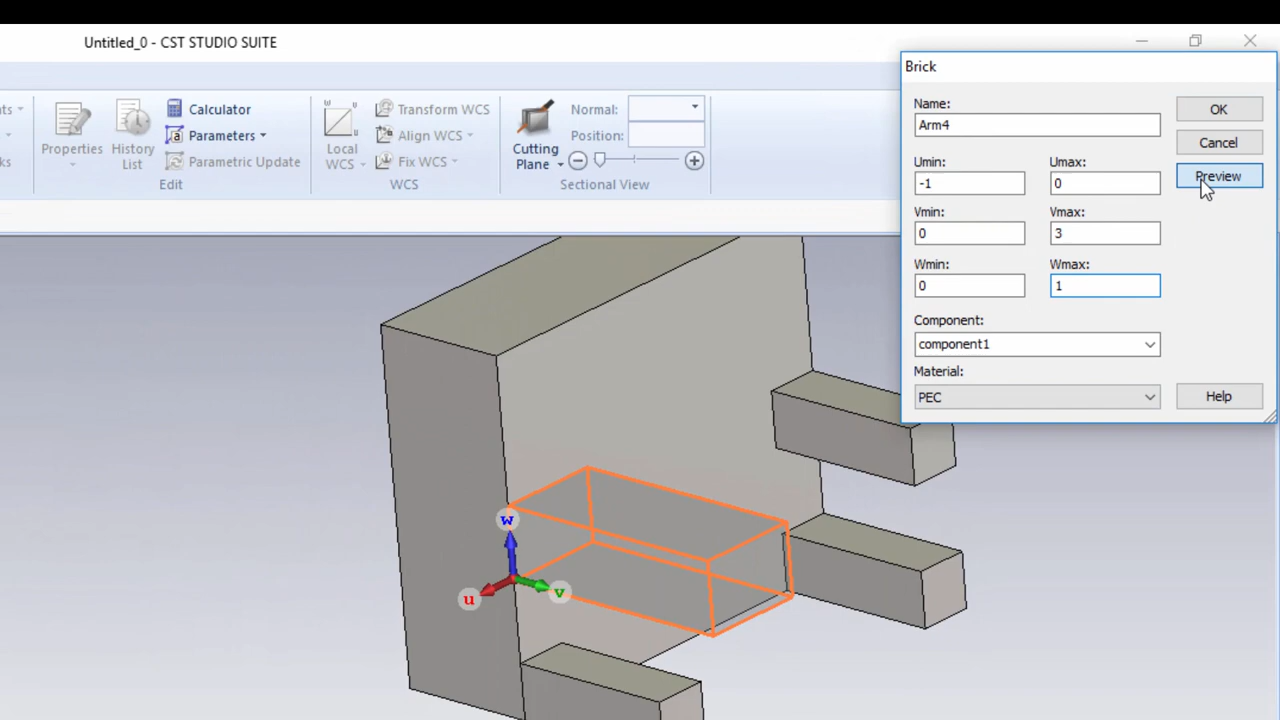 Untitled_0 - CST STUDIO SUITE
Brick
Name:
Arm4
OK
Cancel
Preview
Umin:
Umax:
-1
0
Vmin:
Vmax:
0
3
Wmin:
Wmax:
0
1
Component:
component1
Material:
PEC
Help
Properties
History
List
Calculator
Parameters
Parametric Update
Edit
Local
WCS
Transform WCS
Align WCS
Fix WCS
WCS
Cutting
Plane
Normal:
Position:
Sectional View
w
u
v